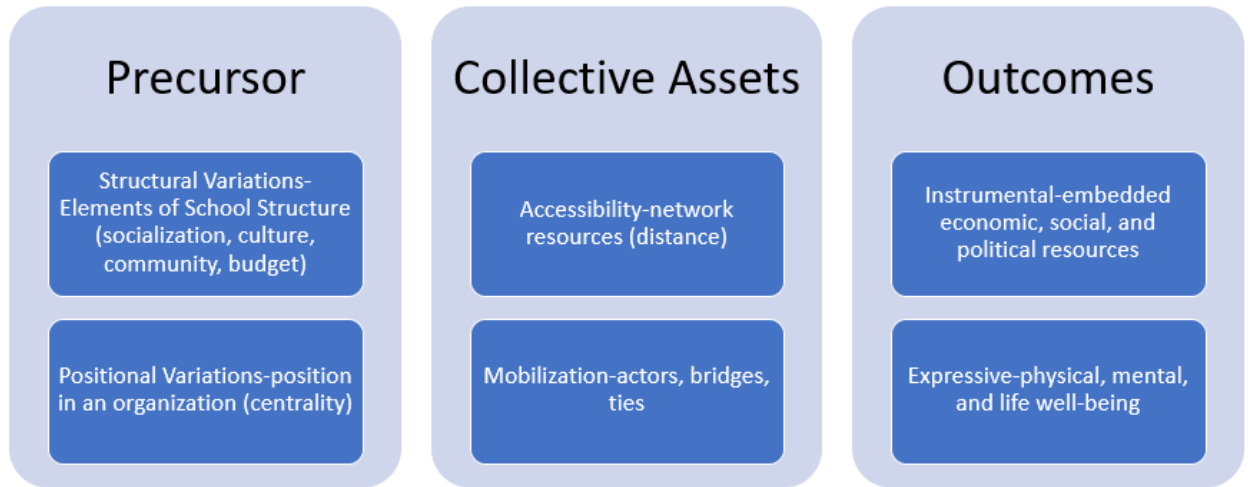 Precursor
Structural Variations-
Elements of School Structure
(socialization, culture,
community, budget)
Positional Variations-position
in an organization (centrality)
Collective Assets
Accessibility-network
resources (distance)
Mobilization-actors, bridges,
ties
Outcomes
Instrumental-embedded
economic, social, and
political resources
Expressive-physical, mental,
and life well-being